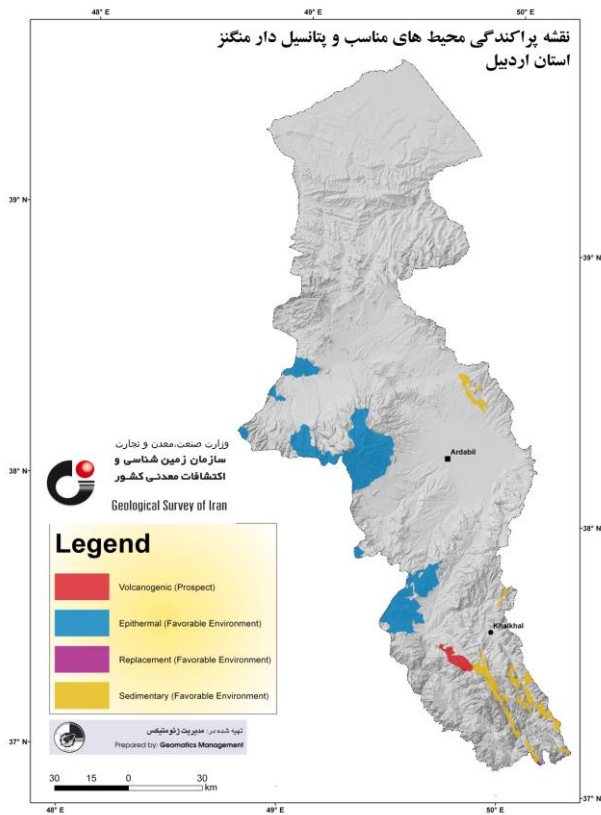 48° E
49° E
50° E
نقشه پراکندگی محیط های مناسب و پتانسیل دار منگنز
استان اردبیل
39° N
39° N
Ardabil
38° N
38° N
وزارت صنعت،معدن و تجارت
سازمان زمین شناسی و
اکتشافات معدنی کشور
Geological Survey of Iran
Legend
Volcanogenic (Prospect)
Epithermal (Favorable Environment)
Replacement (Favorable Environment)
Sedimentary (Favorable Environment)
Khalkhal
تهیه شده در: مدیریت ژئوماتیکس
Prepared by: Geomatics Management
37° N
37° N
30 15 0 30
km
48° E
49° E
50° E